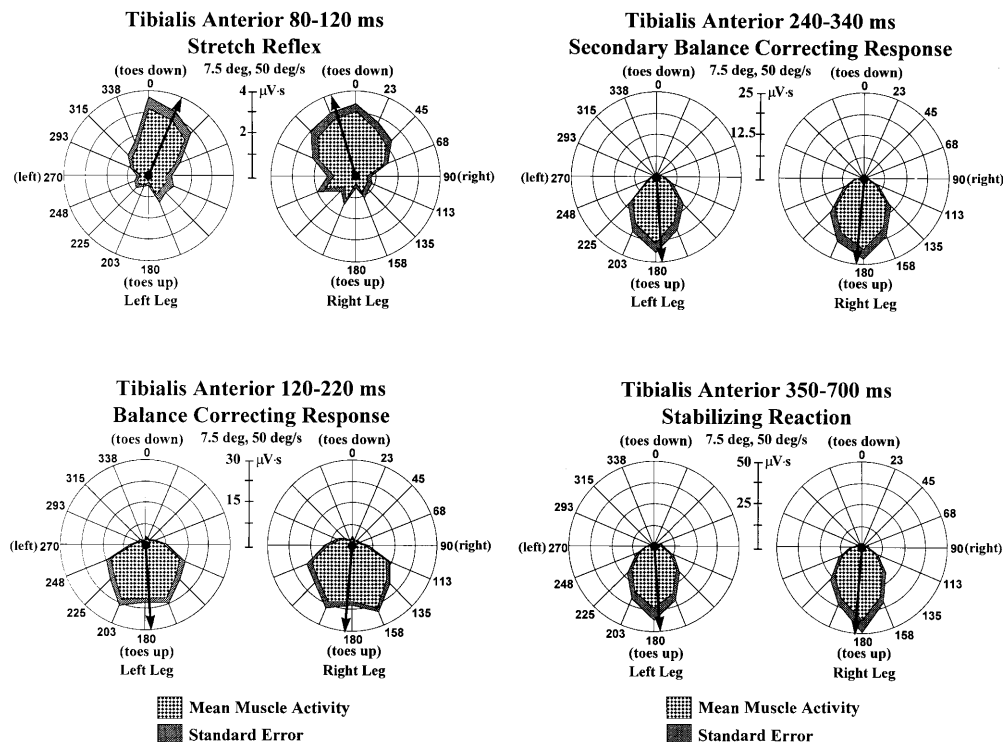 Tibialis Anterior 80-120 ms
Stretch Reflex
(toes down) 7.5 deg, 50 deg/s (toes down)
0 4 μV·s 0
338 23
315 45
293 2 68
(left) 270 90 (right)
248 113
225 135
203 158
180 180
(toes up) (toes up)
Left Leg Right Leg
Tibialis Anterior 240-340 ms
Secondary Balance Correcting Response
(toes down) 7.5 deg, 50 deg/s (toes down)
0 25 μV·s 0
338 23
315 45
293 12.5 68
(left) 270 90 (right)
248 113
225 135
203 158
180 180
(toes up) (toes up)
Left Leg Right Leg
Tibialis Anterior 120-220 ms
Balance Correcting Response
(toes down) 7.5 deg, 50 deg/s (toes down)
0 30 μV·s 0
338 23
315 45
293 15 68
(left) 270 90 (right)
248 113
225 135
203 158
180 180
(toes up) (toes up)
Left Leg Right Leg
Mean Muscle Activity
Standard Error
Tibialis Anterior 350-700 ms
Stabilizing Reaction
(toes down) 7.5 deg, 50 deg/s (toes down)
0 50 μV·s 0
338 23
315 45
293 25 68
(left) 270 90 (right)
248 113
225 135
203 158
180 180
(toes up) (toes up)
Left Leg Right Leg
Mean Muscle Activity
Standard Error